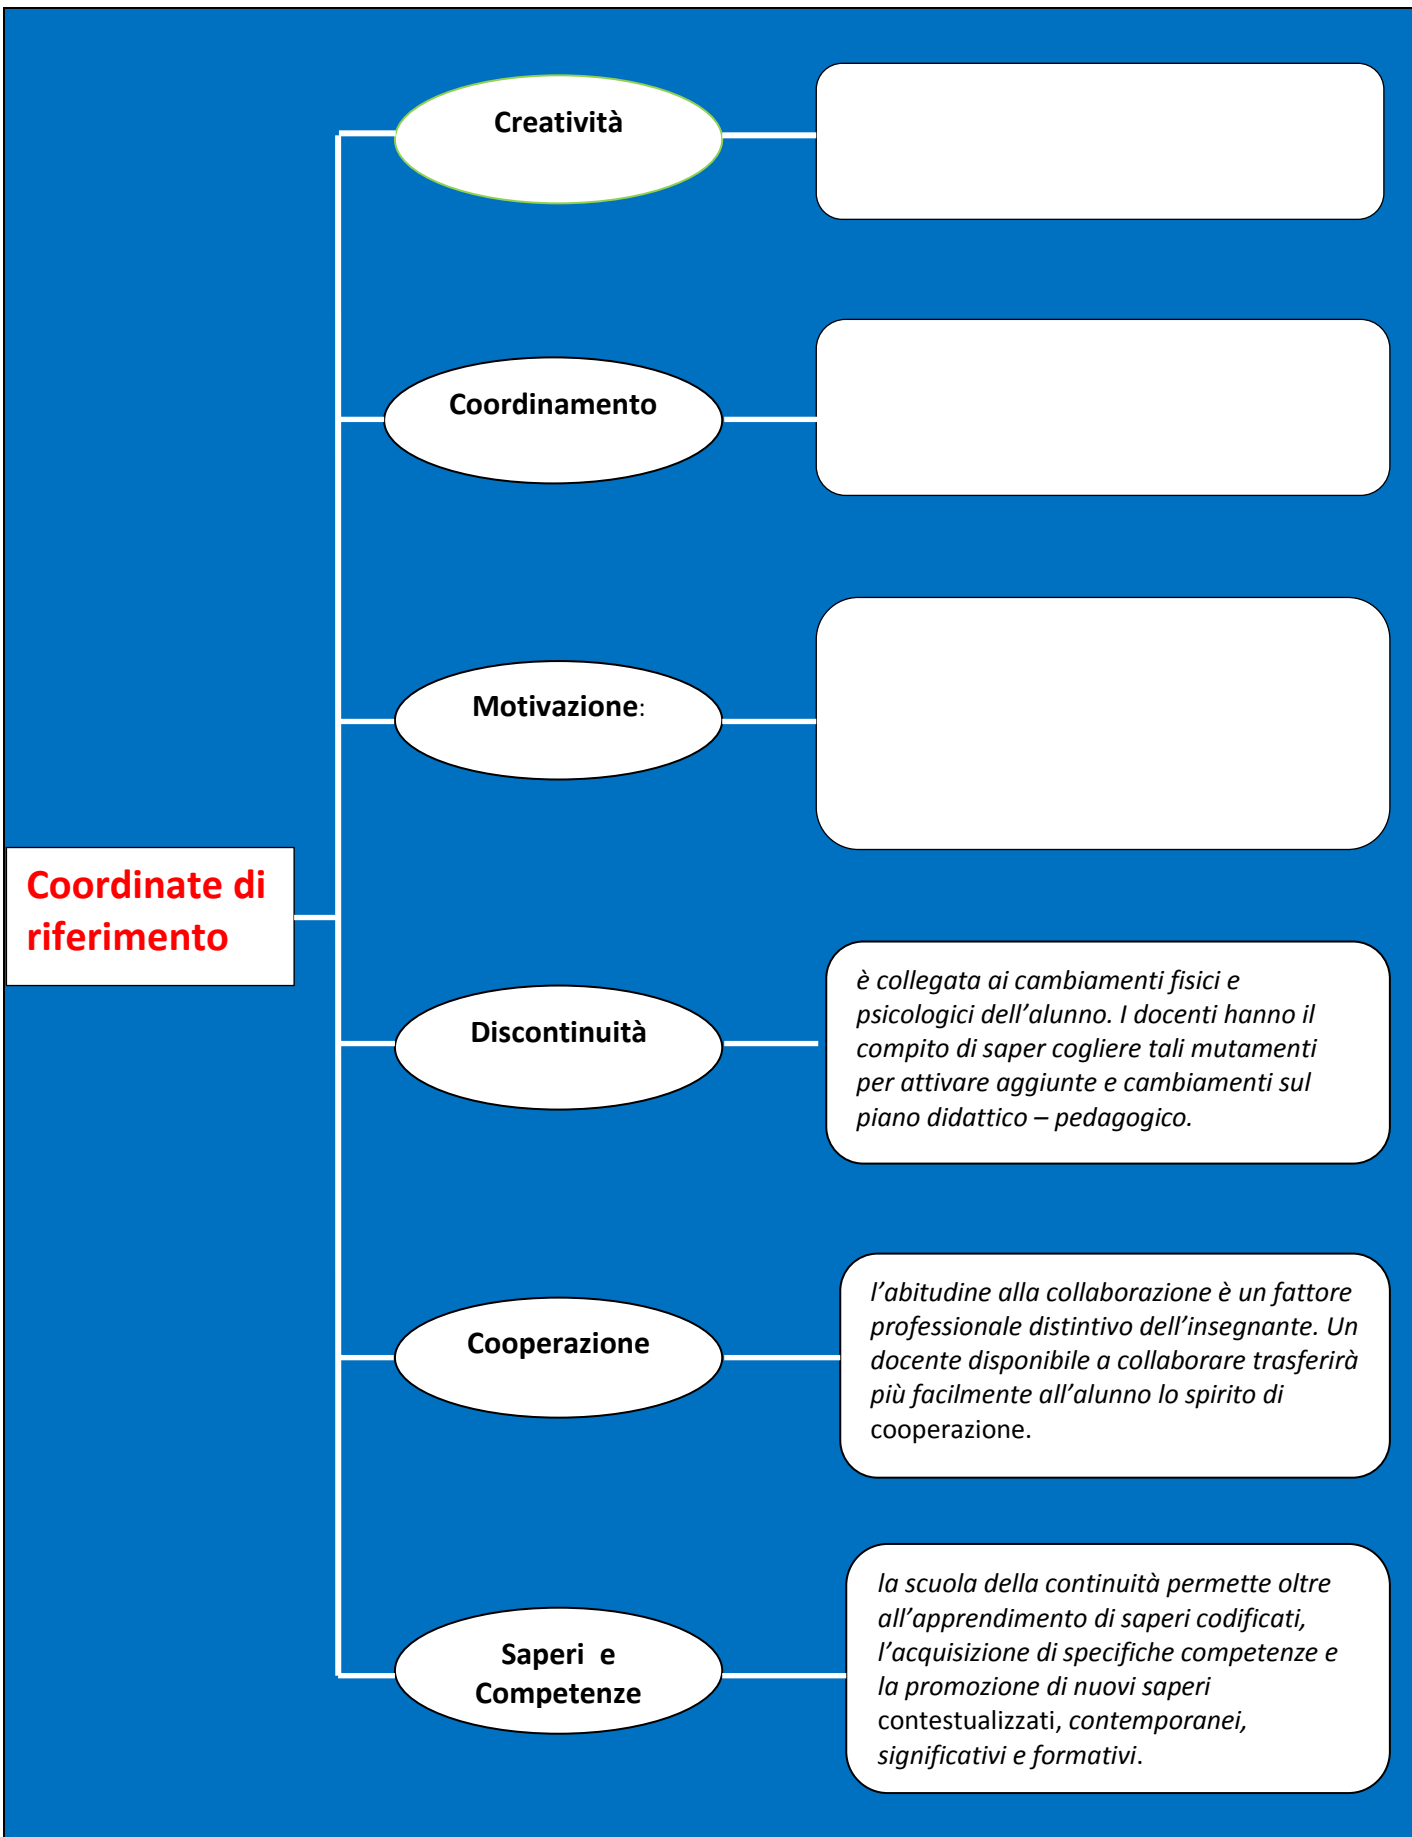 Creatività
Coordinamento
Motivazione:
Coordinate di
riferimento
Discontinuità
è collegata ai cambiamenti fisici e
psicologici dell’alunno. I docenti hanno il
compito di saper cogliere tali mutamenti
per attivare aggiunte e cambiamenti sul
piano didattico – pedagogico.
Cooperazione
l’abitudine alla collaborazione è un fattore
professionale distintivo dell’insegnante. Un
docente disponibile a collaborare trasferirà
più facilmente all’alunno lo spirito di
cooperazione.
Saperi e
Competenze
la scuola della continuità permette oltre
all’apprendimento di saperi codificati,
l’acquisizione di specifiche competenze e
la promozione di nuovi saperi
contestualizzati, contemporanei,
significativi e formativi.